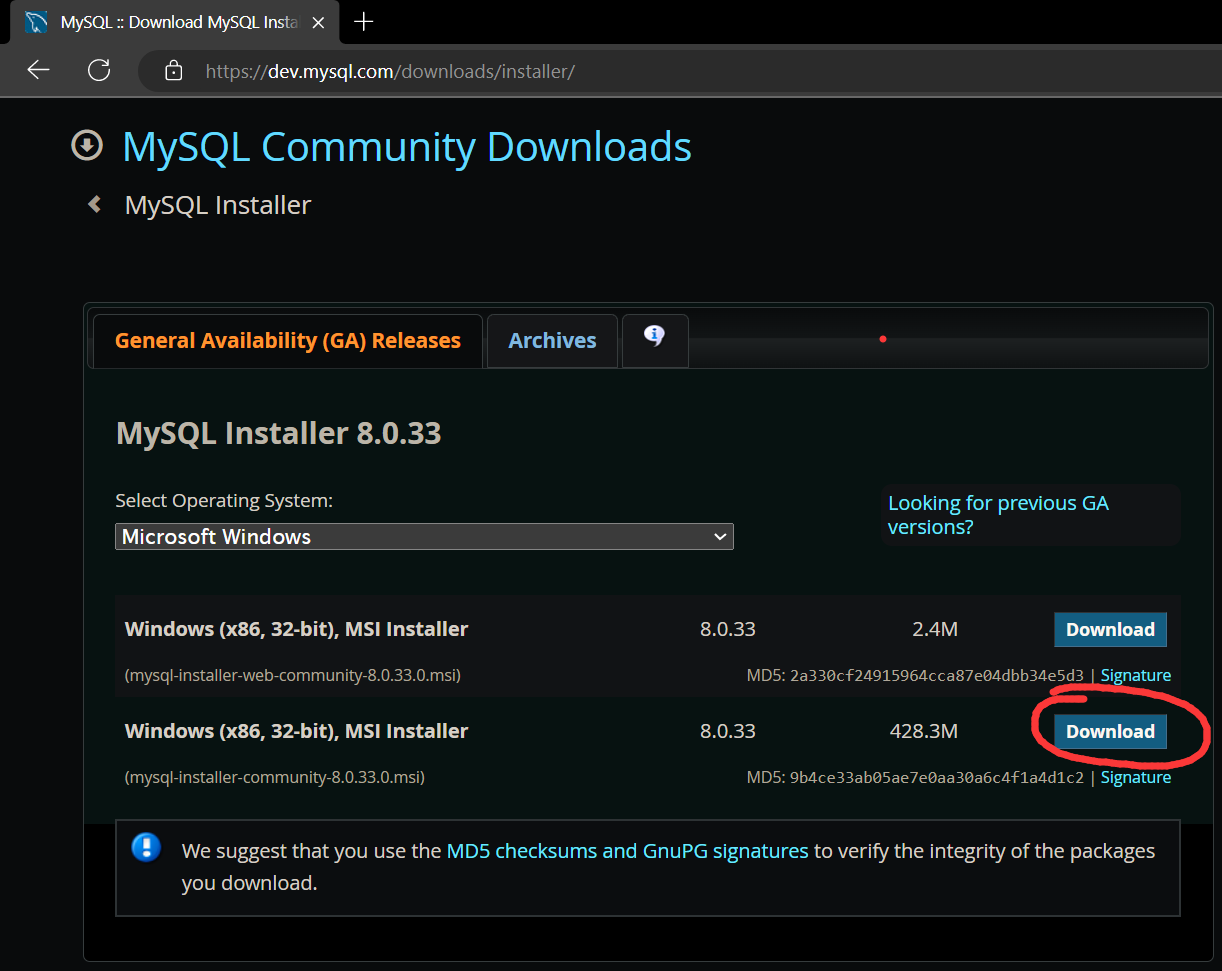 MySQL :: Download MySQL Insta
https://dev.mysql.com/downloads/installer/
MySQL Community Downloads
MySQL Installer
General Availability (GA) Releases
Archives
MySQL Installer 8.0.33
Select Operating System:
Microsoft Windows
Looking for previous GA
versions?
Windows (x86, 32-bit), MSI Installer 8.0.33 2.4M Download
(mysql-installer-web-community-8.0.33.0.msi) MD5: 2a330cf24915964cca87e04dbb34e5d3 | Signature
Windows (x86, 32-bit), MSI Installer 8.0.33 428.3M Download
(mysql-installer-community-8.0.33.0.msi) MD5: 9b4ce33ab05ae7e0aa30a6c4f1a4d1c2 | Signature
We suggest that you use the MD5 checksums and GnuPG signatures to verify the integrity of the packages
you download.